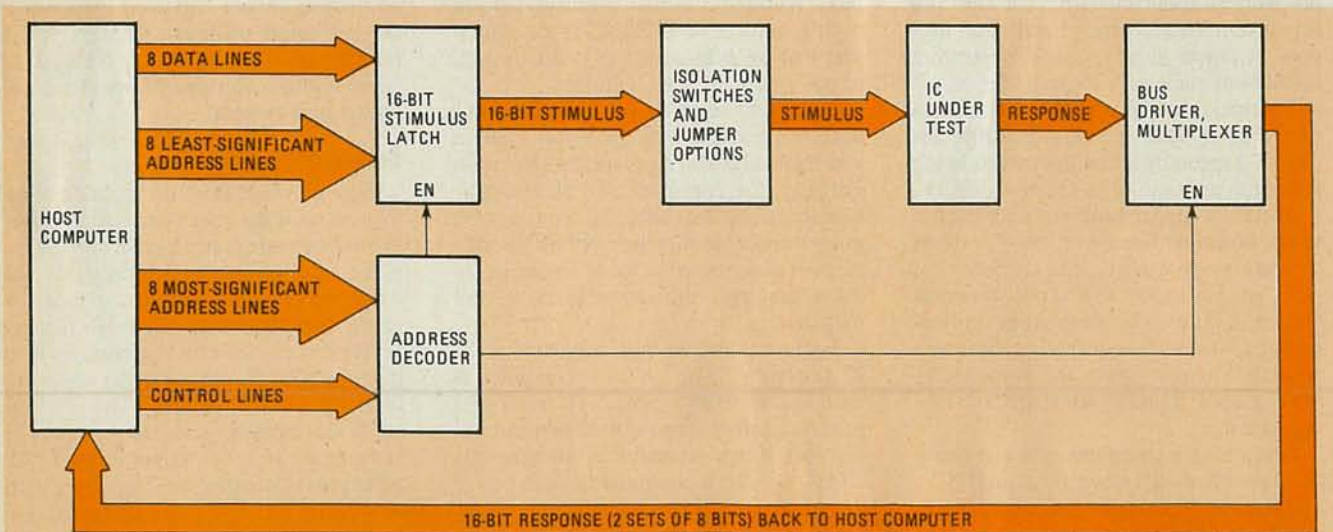 HOST
COMPUTER
8 DATA LINES
8 LEAST-SIGNIFICANT
ADDRESS LINES
8 MOST-SIGNIFICANT
ADDRESS LINES
CONTROL LINES
16-BIT
STIMULUS
LATCH
EN
ADDRESS
DECODER
16-BIT STIMULUS
ISOLATION
SWITCHES
AND
JUMPER
OPTIONS
STIMULUS
IC
UNDER
TEST
RESPONSE
BUS
DRIVER,
MULTIPLEXER
EN
16-BIT RESPONSE (2 SETS OF 8 BITS) BACK TO HOST COMPUTER